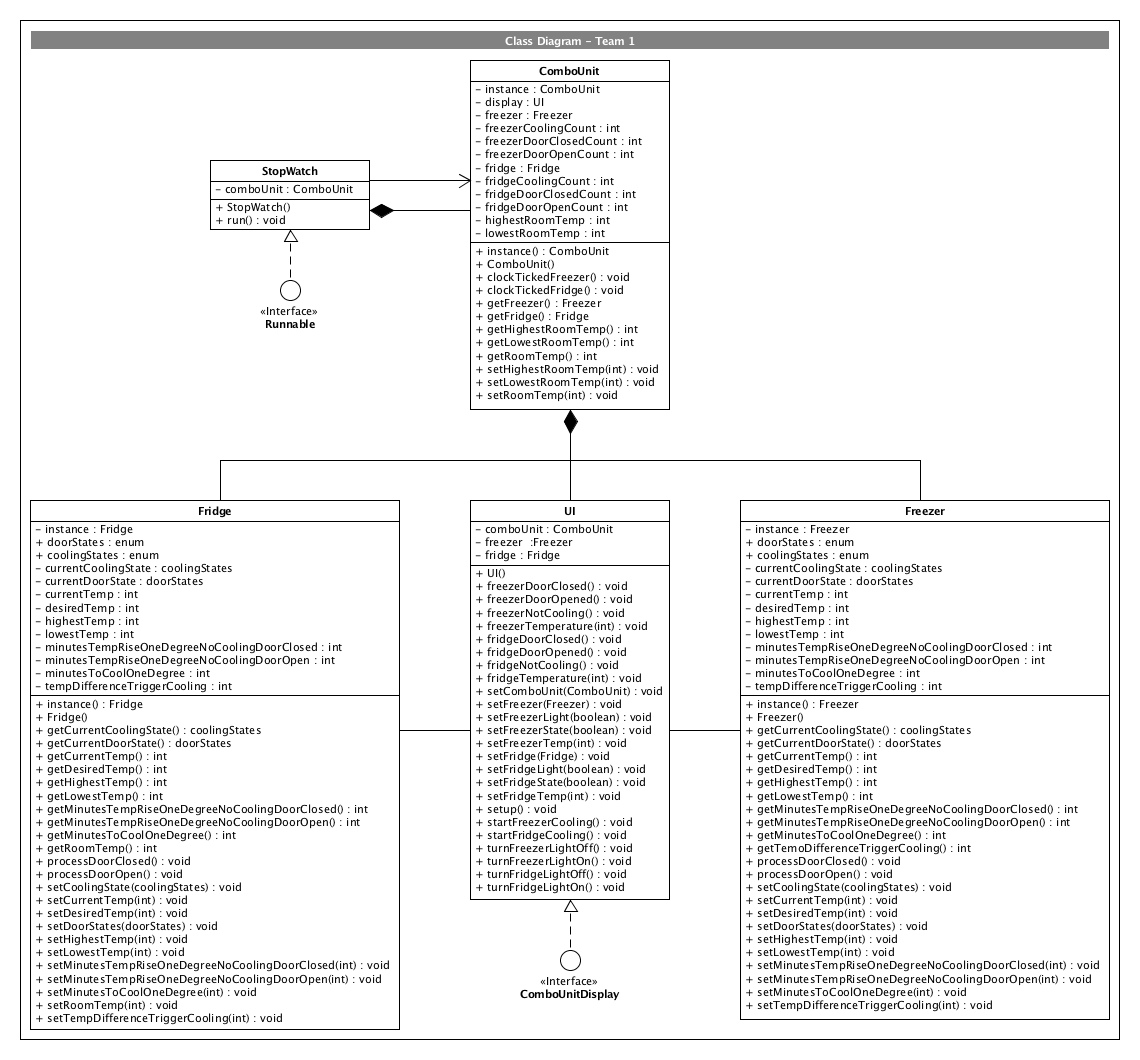 Class Diagram – Team 1
ComboUnit
– instance : ComboUnit
– display : UI
– freezer : Freezer
– freezerCoolingCount : int
– freezerDoorClosedCount : int
– freezerDoorOpenCount : int
– fridge : Fridge
– fridgeCoolingCount : int
– fridgeDoorClosedCount : int
– fridgeDoorOpenCount : int
– highestRoomTemp : int
– lowestRoomTemp : int
+ instance() : ComboUnit
+ ComboUnit()
+ clockTickedFreezer() : void
+ clockTickedFridge() : void
+ getFreezer() : Freezer
+ getFridge() : Fridge
+ getHighestRoomTemp() : int
+ getLowestRoomTemp() : int
+ getRoomTemp() : int
+ setHighestRoomTemp(int) : void
+ setLowestRoomTemp(int) : void
+ setRoomTemp(int) : void
StopWatch
– comboUnit : ComboUnit
+ StopWatch()
+ run() : void
«Interface»
Runnable
Fridge
– instance : Fridge
+ doorStates : enum
+ coolingStates : enum
– currentCoolingState : coolingStates
– currentDoorState : doorStates
– currentTemp : int
– desiredTemp : int
– highestTemp : int
– lowestTemp : int
– minutesTempRiseOneDegreeNoCoolingDoorClosed : int
– minutesTempRiseOneDegreeNoCoolingDoorOpen : int
– minutesToCoolOneDegree : int
– tempDifferenceTriggerCooling : int
+ instance() : Fridge
+ Fridge()
+ getCurrentCoolingState() : coolingStates
+ getCurrentDoorState() : doorStates
+ getCurrentTemp() : int
+ getDesiredTemp() : int
+ getHighestTemp() : int
+ getLowestTemp() : int
+ getMinutesTempRiseOneDegreeNoCoolingDoorClosed() : int
+ getMinutesTempRiseOneDegreeNoCoolingDoorOpen() : int
+ getMinutesToCoolOneDegree() : int
+ getRoomTemp() : int
+ processDoorClosed() : void
+ processDoorOpen() : void
+ setCoolingState(coolingStates) : void
+ setCurrentTemp(int) : void
+ setDesiredTemp(int) : void
+ setDoorStates(doorStates) : void
+ setHighestTemp(int) : void
+ setLowestTemp(int) : void
+ setMinutesTempRiseOneDegreeNoCoolingDoorClosed(int) : void
+ setMinutesTempRiseOneDegreeNoCoolingDoorOpen(int) : void
+ setMinutesToCoolOneDegree(int) : void
+ setRoomTemp(int) : void
+ setTempDifferenceTriggerCooling(int) : void
UI
– comboUnit : ComboUnit
– freezer :Freezer
– fridge : Fridge
+ UI()
+ freezerDoorClosed() : void
+ freezerDoorOpened() : void
+ freezerNotCooling() : void
+ freezerTemperature(int) : void
+ fridgeDoorClosed() : void
+ fridgeDoorOpened() : void
+ fridgeNotCooling() : void
+ fridgeTemperature(int) : void
+ setComboUnit(ComboUnit) : void
+ setFreezer(Freezer) : void
+ setFreezerLight(boolean) : void
+ setFreezerState(boolean) : void
+ setFreezerTemp(int) : void
+ setFridge(Fridge) : void
+ setFridgeLight(boolean) : void
+ setFridgeState(boolean) : void
+ setFridgeTemp(int) : void
+ setup() : void
+ startFreezerCooling() : void
+ startFridgeCooling() : void
+ turnFreezerLightOff() : void
+ turnFreezerLightOn() : void
+ turnFridgeLightOff() : void
+ turnFridgeLightOn() : void
«Interface»
ComboUnitDisplay
Freezer
– instance : Freezer
+ doorStates : enum
+ coolingStates : enum
– currentCoolingState : coolingStates
– currentDoorState : doorStates
– currentTemp : int
– desiredTemp : int
– highestTemp : int
– lowestTemp : int
– minutesTempRiseOneDegreeNoCoolingDoorClosed : int
– minutesTempRiseOneDegreeNoCoolingDoorOpen : int
– minutesToCoolOneDegree : int
– tempDifferenceTriggerCooling : int
+ instance() : Freezer
+ Freezer()
+ getCurrentCoolingState() : coolingStates
+ getCurrentDoorState() : doorStates
+ getCurrentTemp() : int
+ getDesiredTemp() : int
+ getHighestTemp() : int
+ getLowestTemp() : int
+ getMinutesTempRiseOneDegreeNoCoolingDoorClosed() : int
+ getMinutesTempRiseOneDegreeNoCoolingDoorOpen() : int
+ getMinutesToCoolOneDegree() : int
+ getTemoDifferenceTriggerCooling() : int
+ processDoorClosed() : void
+ processDoorOpen() : void
+ setCoolingState(coolingStates) : void
+ setCurrentTemp(int) : void
+ setDesiredTemp(int) : void
+ setDoorStates(doorStates) : void
+ setHighestTemp(int) : void
+ setLowestTemp(int) : void
+ setMinutesTempRiseOneDegreeNoCoolingDoorClosed(int) : void
+ setMinutesTempRiseOneDegreeNoCoolingDoorOpen(int) : void
+ setMinutesToCoolOneDegree(int) : void
+ setTempDifferenceTriggerCooling(int) : void